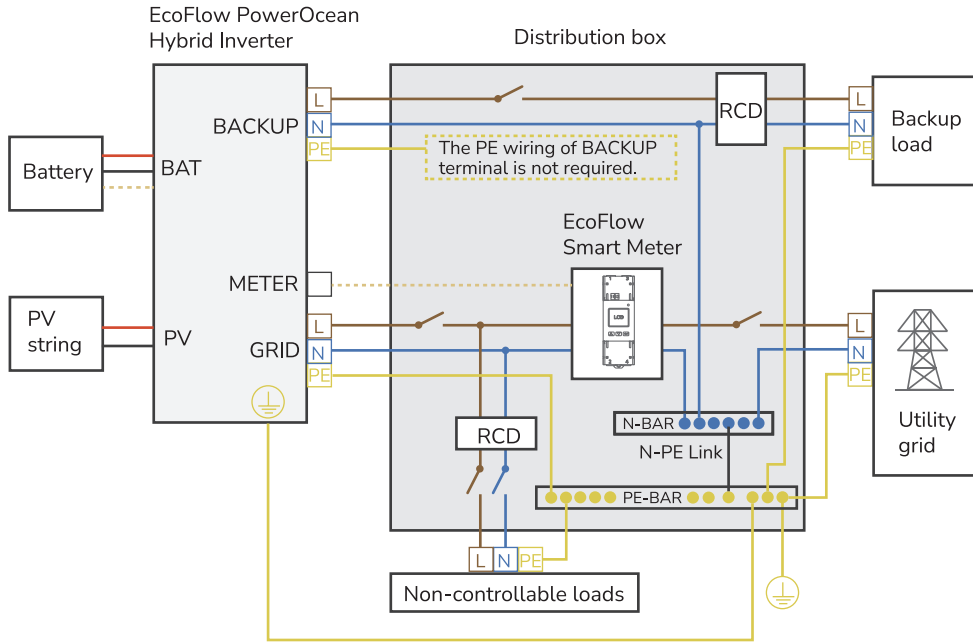 EcoFlow PowerOcean
Hybrid Inverter
Distribution box
L
N
PE
BACKUP
RCD
L
N
PE
Backup
load
The PE wiring of BACKUP
terminal is not required.
Battery
BAT
EcoFlow
Smart Meter
METER
LCD
PV
string
PV
L
N
PE
GRID
L
N
PE
Utility
grid
RCD
N-BAR
N-PE Link
PE-BAR
L
N
PE
Non-controllable loads